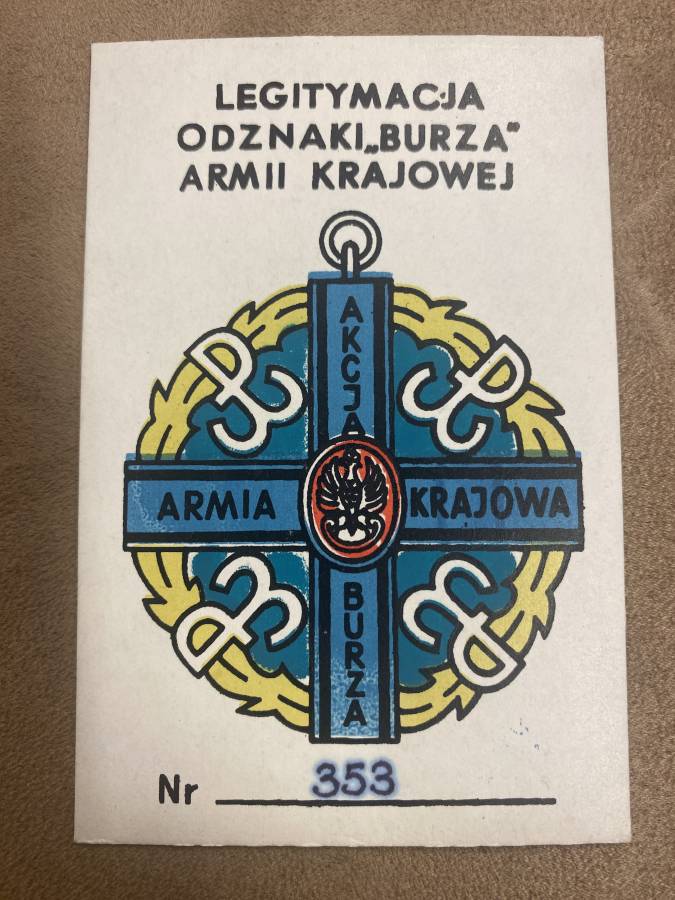 LEGITYMACJA
ODZNAKI „BURZA”
ARMII KRAJOWEJ
AKCJA
ARMIA KRAJOWA
BURZA
Nr 353